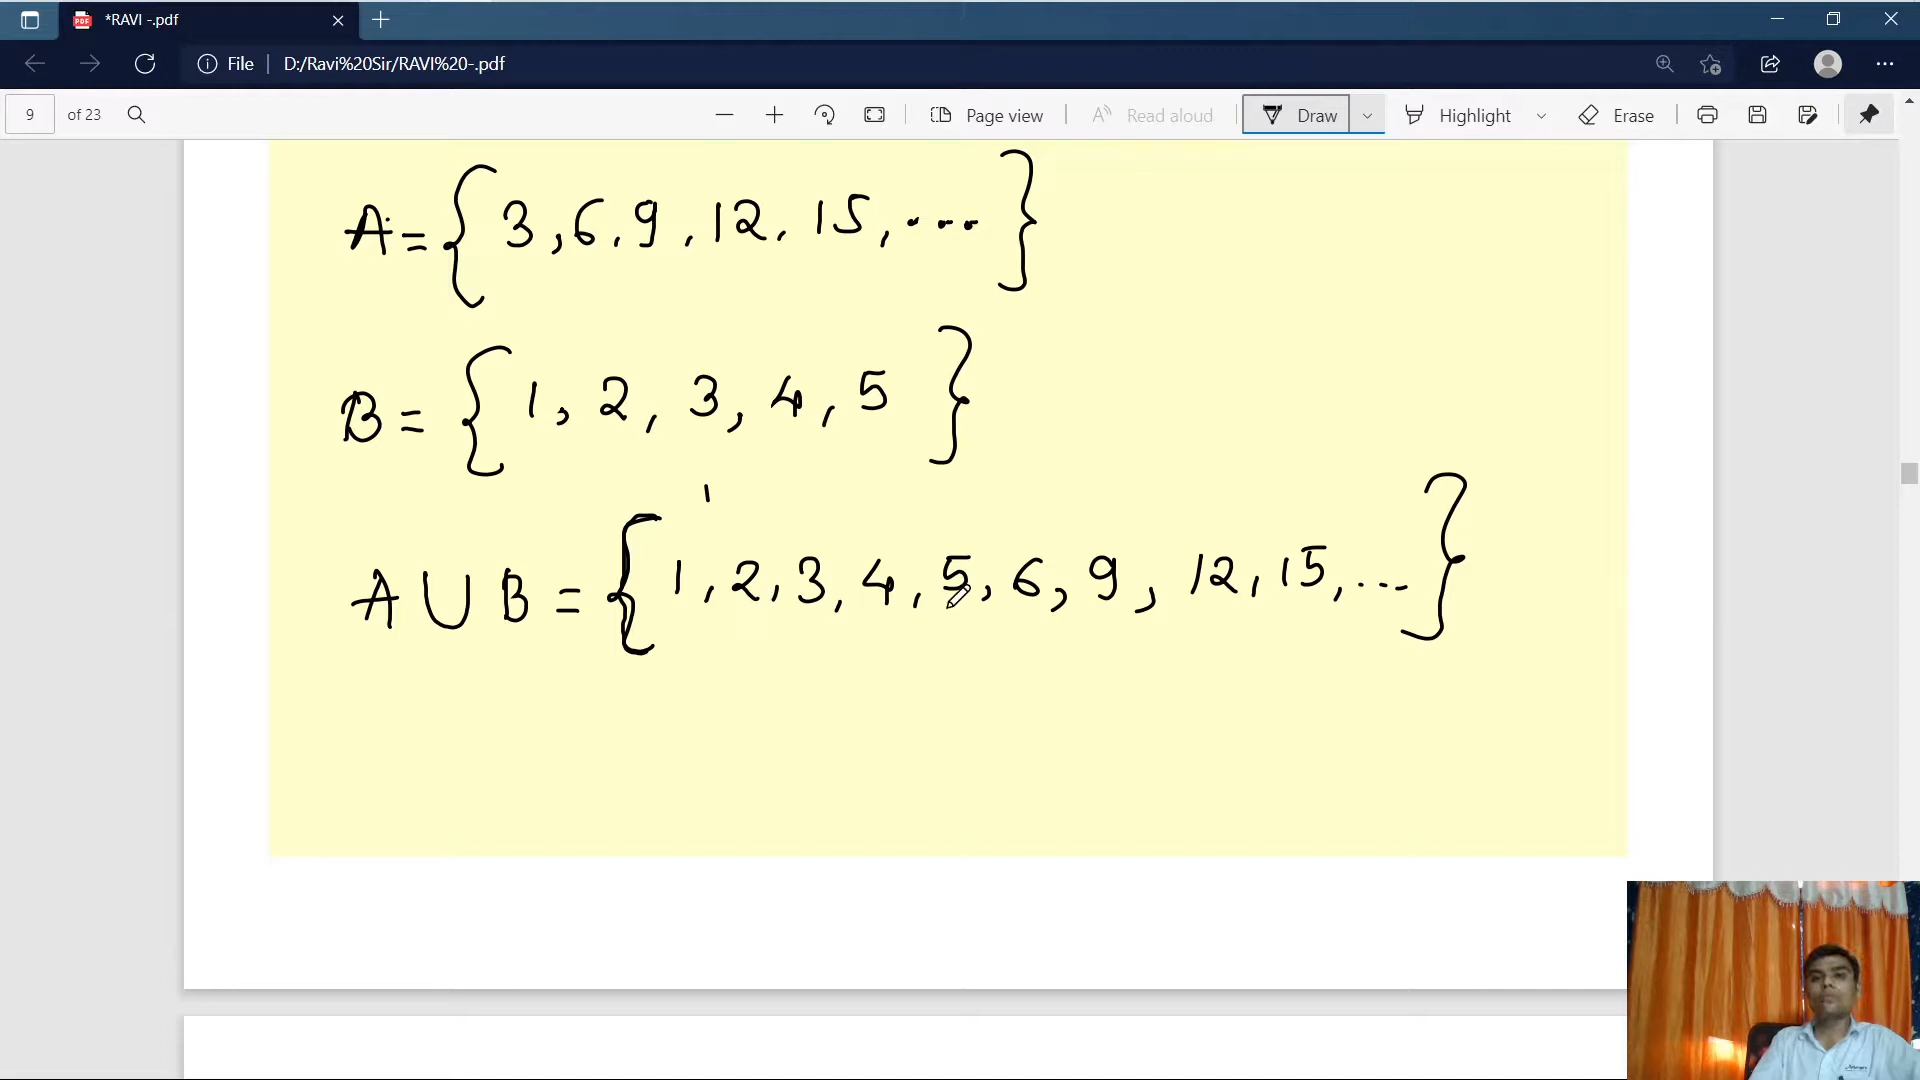 *RAVI -.pdf
File D:/Ravi%20Sir/RAVI%20-.pdf
9 of 23 Page view Read aloud Draw Highlight Erase
A = { 3, 6, 9, 12, 15, ... }
B = { 1, 2, 3, 4, 5 }
A ∪ B = { 1, 2, 3, 4, 5, 6, 9, 12, 15, ... }